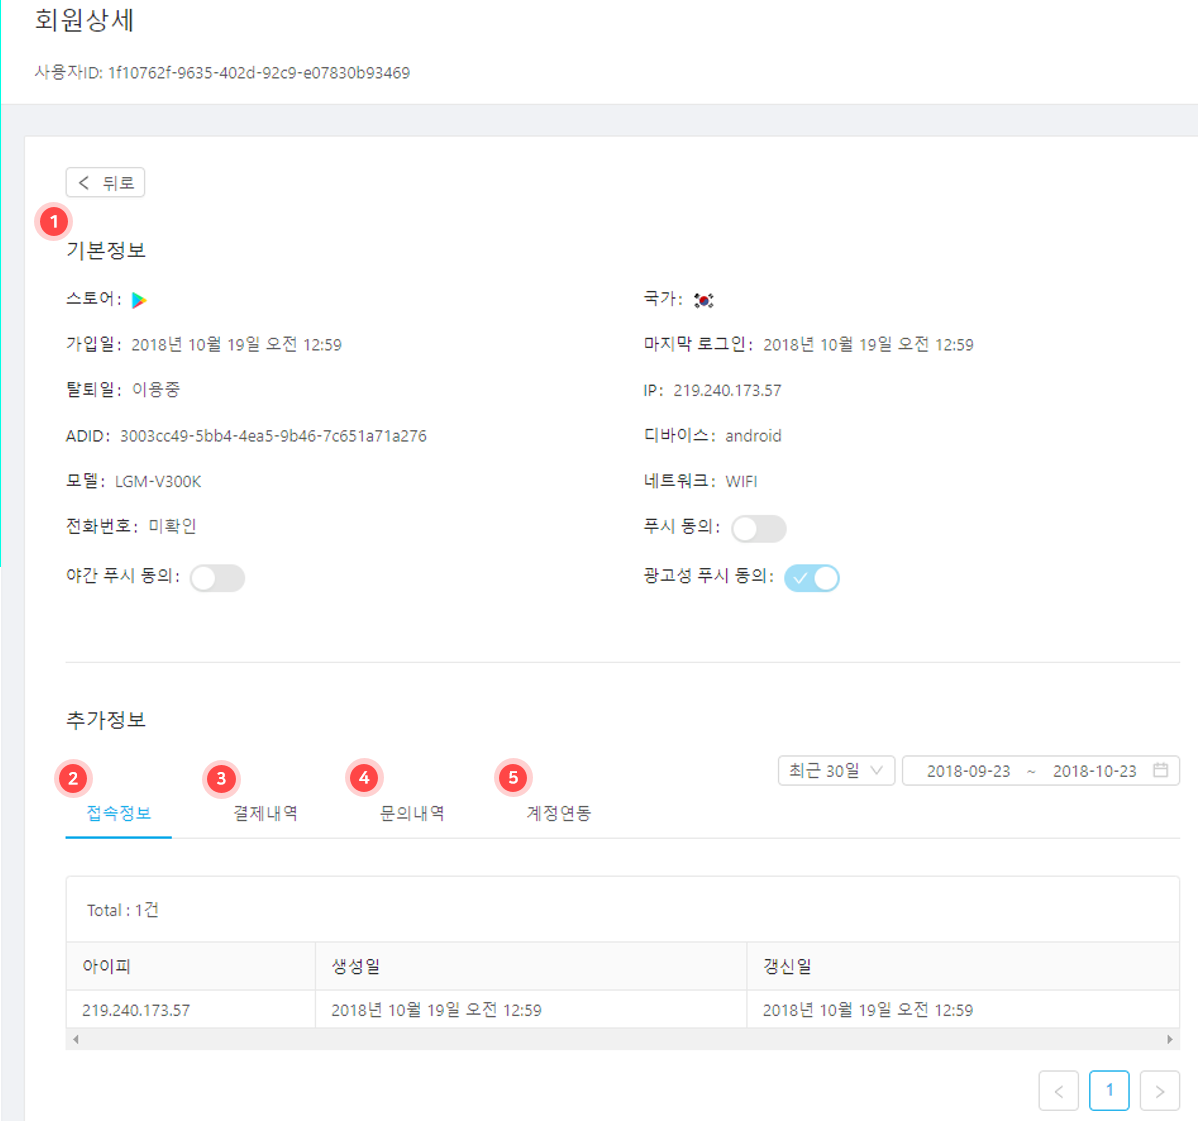 회원상세
사용자ID: 1f10762f-9635-402d-92c9-e07830b93469
뒤로
1
기본정보
스토어:
국가:
가입일: 2018년 10월 19일 오전 12:59
마지막 로그인: 2018년 10월 19일 오전 12:59
탈퇴일: 이용중
IP: 219.240.173.57
ADID: 3003cc49-5bb4-4ea5-9b46-7c651a71a276
디바이스: android
모델: LGM-V300K
네트워크: WIFI
전화번호: 미확인
푸시 동의:
야간 푸시 동의:
광고성 푸시 동의:
추가정보
최근 30일 2018-09-23 ~ 2018-10-23
2 3 4 5
접속정보 결제내역 문의내역 계정연동
Total : 1건
아이피 생성일 갱신일
219.240.173.57 2018년 10월 19일 오전 12:59 2018년 10월 19일 오전 12:59
< 1 >